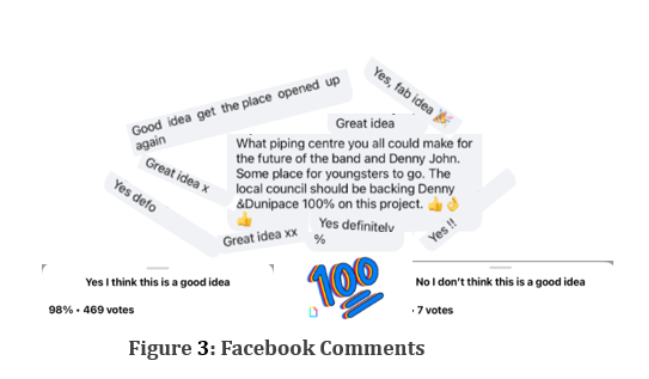 Yes, fab idea 🎉
Good idea get the place opened up
again
Great idea
What piping centre you all could make for
the future of the band and Denny John.
Some place for youngsters to go. The
local council should be backing Denny
&Dunipace 100% on this project. 👍👌
👍
Great idea x
Yes defo
Great idea xx
Yes definitely
%
Yes !!
Yes I think this is a good idea
98% • 469 votes
100
No I don't think this is a good idea
· 7 votes
Figure 3: Facebook Comments